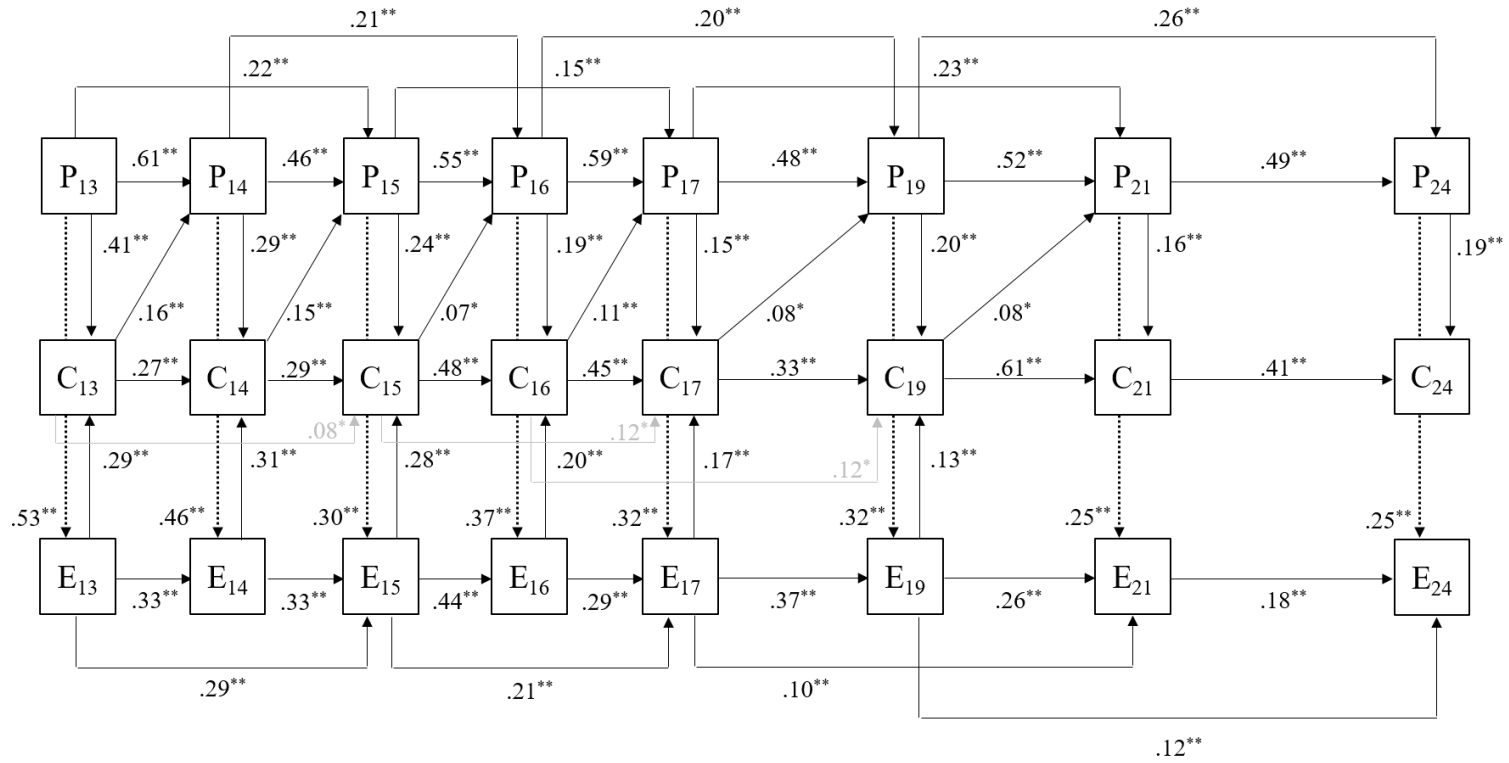 .21** .20** .26**
.22** .15** .23**
P13 .61** P14 .46** P15 .55** P16 .59** P17 .48** P19 .52** P21 .49** P24
.41** .29** .24** .19** .15** .20** .16** .19**
.16** .15** .07* .11** .08* .08*
C13 .27** C14 .29** C15 .48** C16 .45** C17 .33** C19 .61** C21 .41** C24
.08* .12* .12*
.29** .31** .28** .20** .17** .13**
.53** .46** .30** .37** .32** .32** .25** .25**
E13 E14 E15 E16 E17 E19 E21 E24
.33** .33** .44** .29** .37** .26** .18**
.29** .21** .10**
.12**